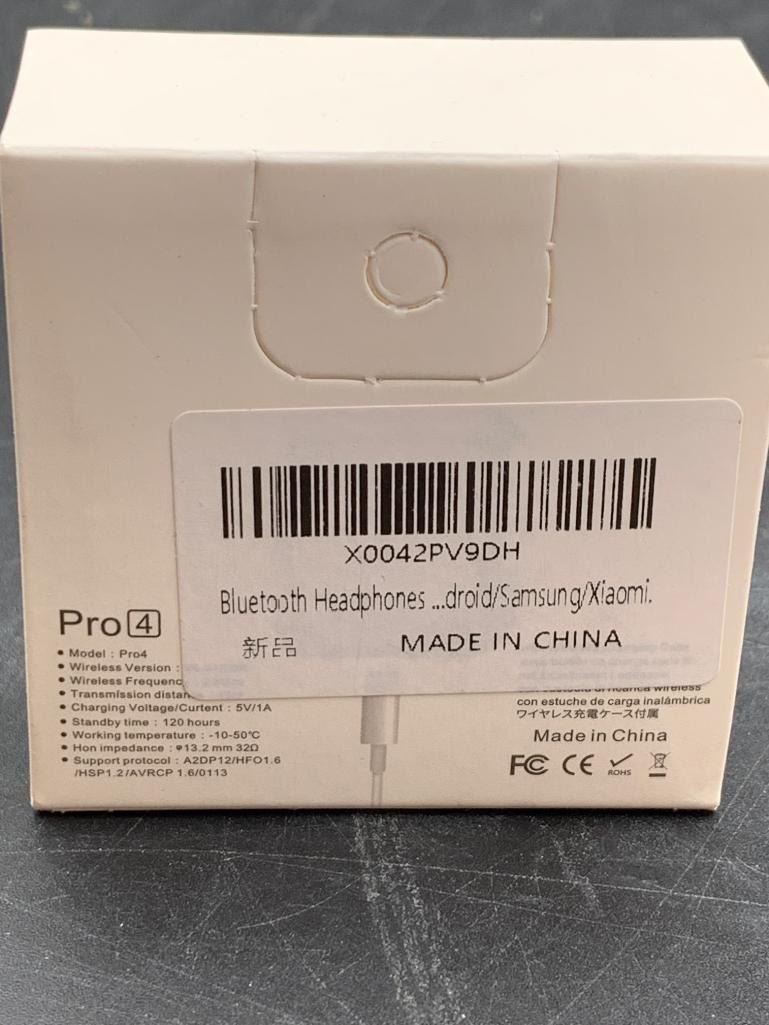 X0042PV9DH
Bluetooth Headphones ...droid/Samsung/Xiaomi.
新品 MADE IN CHINA
Pro 4
• Model : Pro4
• Wireless Version :
• Wireless Frequenc
• Transmission distan
• Charging Voltage/Curtent : 5V/1A
• Standby time : 120 hours
• Working temperature : -10-50℃
• Hon impedance : φ13.2 mm 32Ω
• Support protocol : A2DP12/HFO1.6
/HSP1.2/AVRCP 1.6/0113
con estuche de carga inalámbrica
ワイヤレス充電ケース付属
Made in China
FC CE ROHS